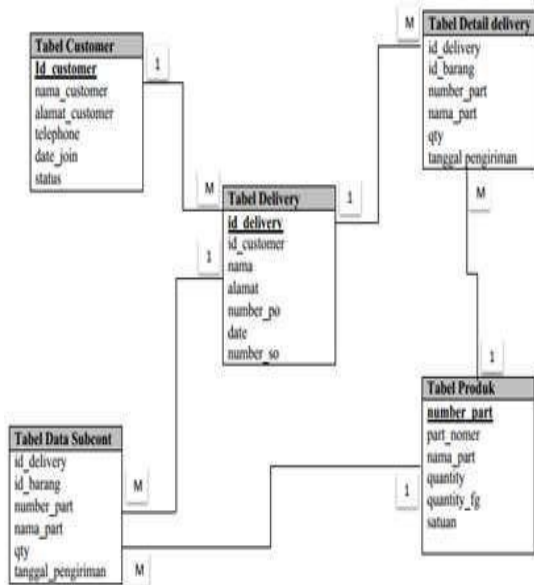 Tabel Customer
Id_customer
nama_customer
alamat_customer
telephone
date_join
status
1
M
Tabel Detail delivery
id_delivery
id_barang
number_part
nama_part
qty
tanggal pengiriman
M
M
Tabel Delivery
id_delivery
id_customer
nama
alamat
number_po
date
number_so
1
1
1
Tabel Produk
number_part
part_nomer
nama_part
quantity
quantity_fg
satuan
1
Tabel Data Subcont
id_delivery
id_barang
number_part
nama_part
qty
tanggal_pengiriman
M
M